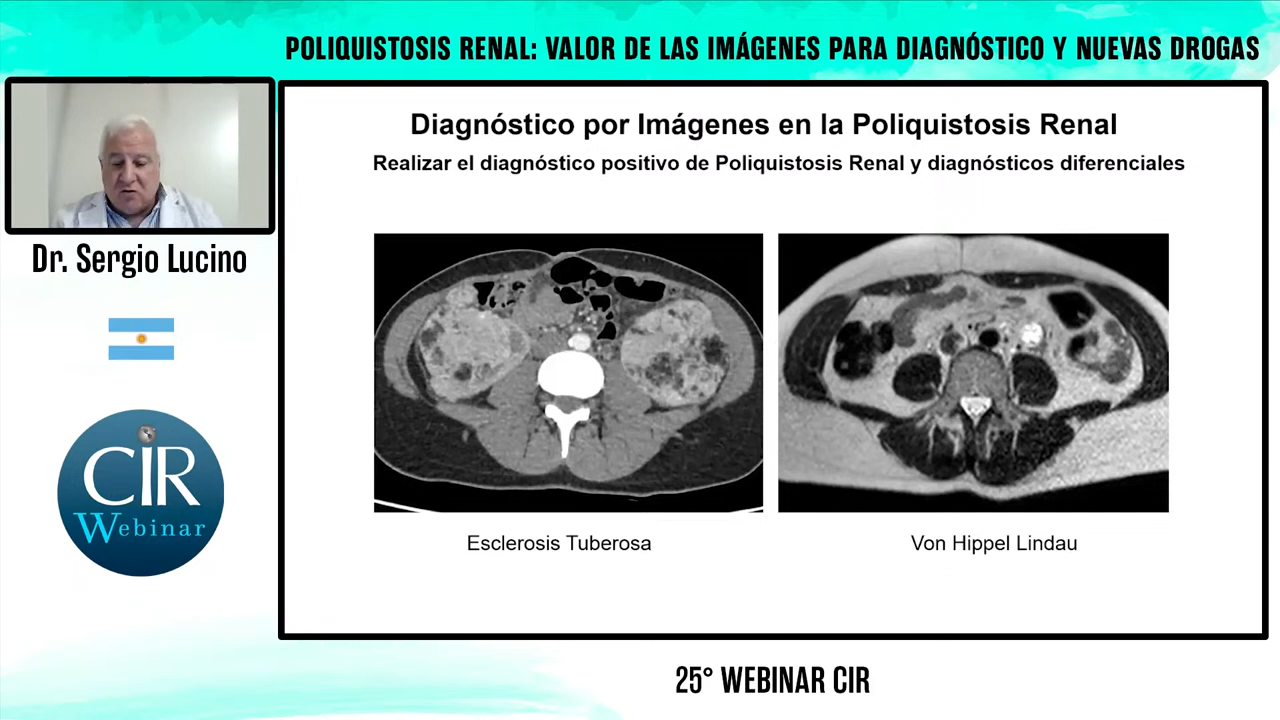 POLIQUISTOSIS RENAL: VALOR DE LAS IMÁGENES PARA DIAGNÓSTICO Y NUEVAS DROGAS
Diagnóstico por Imágenes en la Poliquistosis Renal
Realizar el diagnóstico positivo de Poliquistosis Renal y diagnósticos diferenciales
Dr. Sergio Lucino
CIR
Webinar
Esclerosis Tuberosa
Von Hippel Lindau
25° WEBINAR CIR